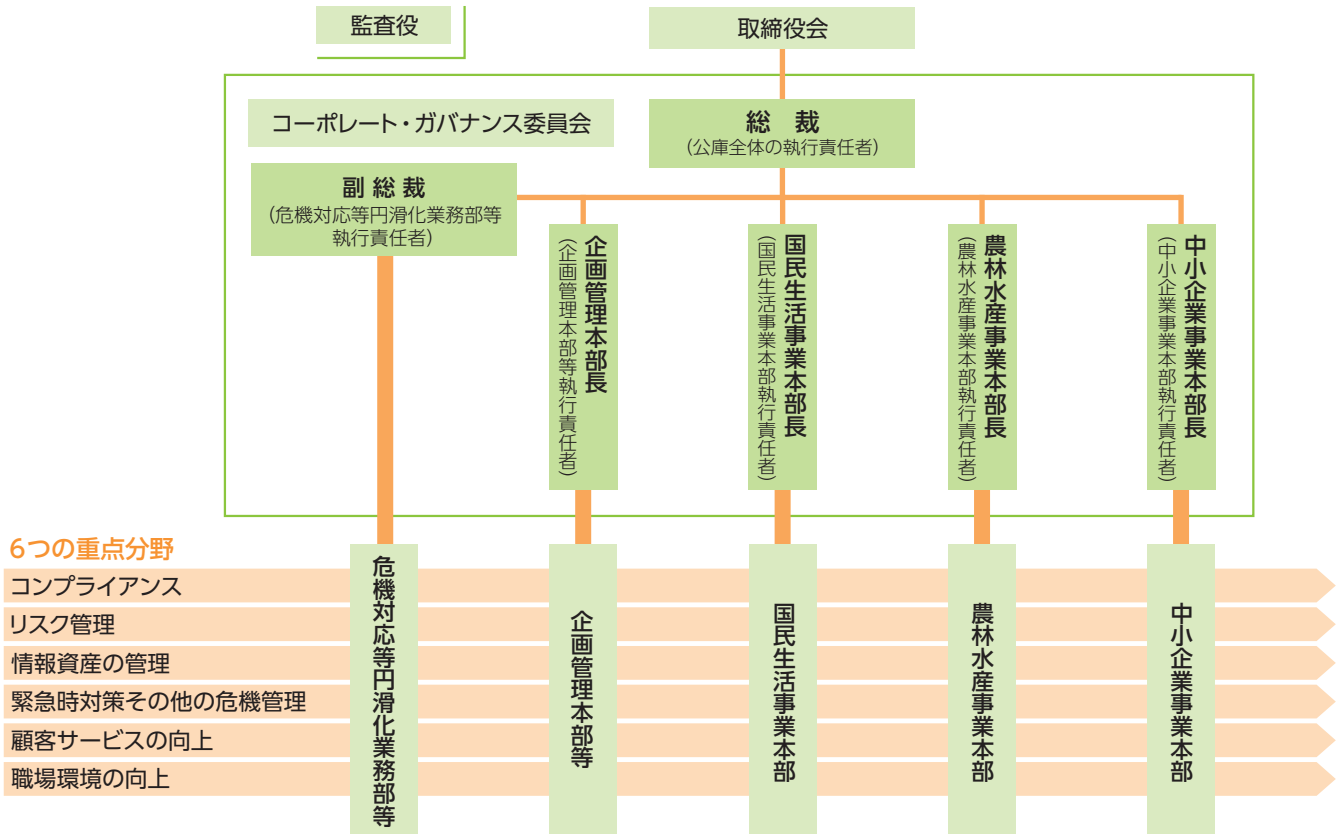 監査役
取締役会
コーポレート・ガバナンス委員会
総　裁
（公庫全体の執行責任者）
副 総 裁
（危機対応等円滑化業務部等
執行責任者）
企画管理本部長
（企画管理本部等執行責任者）
国民生活事業本部長
（国民生活事業本部執行責任者）
農林水産事業本部長
（農林水産事業本部執行責任者）
中小企業事業本部長
（中小企業事業本部執行責任者）
6つの重点分野
コンプライアンス
リスク管理
情報資産の管理
緊急時対策その他の危機管理
顧客サービスの向上
職場環境の向上
危機対応等円滑化業務部等
企画管理本部等
国民生活事業本部
農林水産事業本部
中小企業事業本部